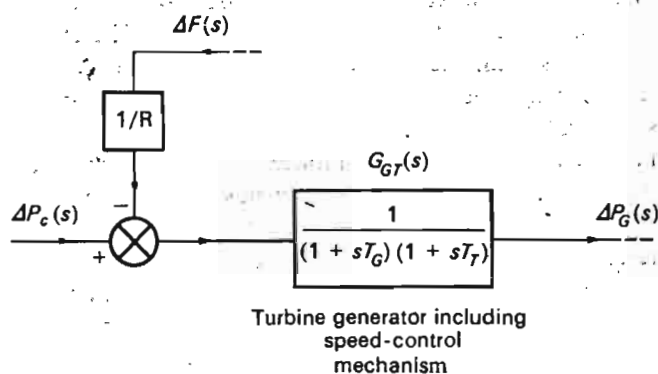 ΔF(s)
1/R
G_GT(s)
ΔP_c(s)
−
+
1
(1 + sT_G) (1 + sT_T)
ΔP_G(s)
Turbine generator including
speed-control
mechanism